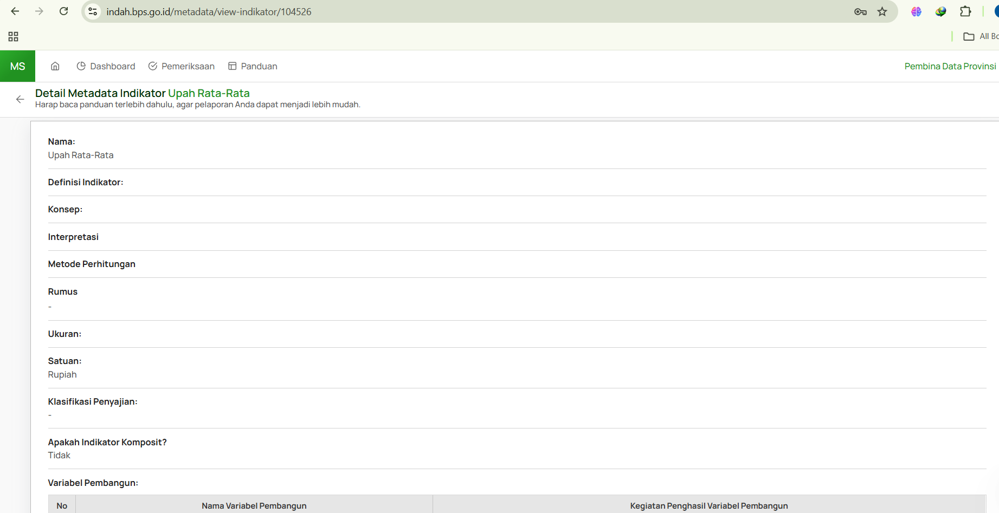 indah.bps.go.id/metadata/view-indikator/104526
MS
Dashboard
Pemeriksaan
Panduan
Pembina Data Provinsi
Detail Metadata Indikator Upah Rata-Rata
Harap baca panduan terlebih dahulu, agar pelaporan Anda dapat menjadi lebih mudah.
Nama:
Upah Rata-Rata
Definisi Indikator:
Konsep:
Interpretasi
Metode Perhitungan
Rumus
-
Ukuran:
Satuan:
Rupiah
Klasifikasi Penyajian:
-
Apakah Indikator Komposit?
Tidak
Variabel Pembangun:
No
Nama Variabel Pembangun
Kegiatan Penghasil Variabel Pembangun